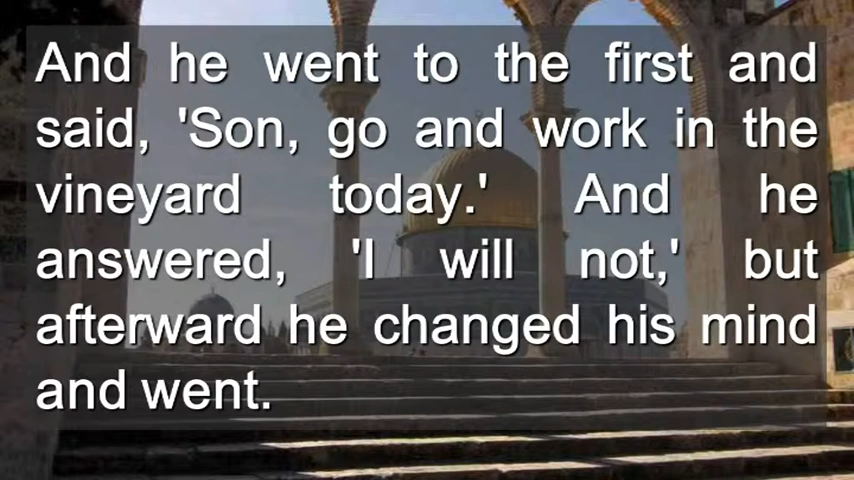 And he went to the first and
said, 'Son, go and work in the
vineyard today.' And he
answered, 'I will not,' but
afterward he changed his mind
and went.